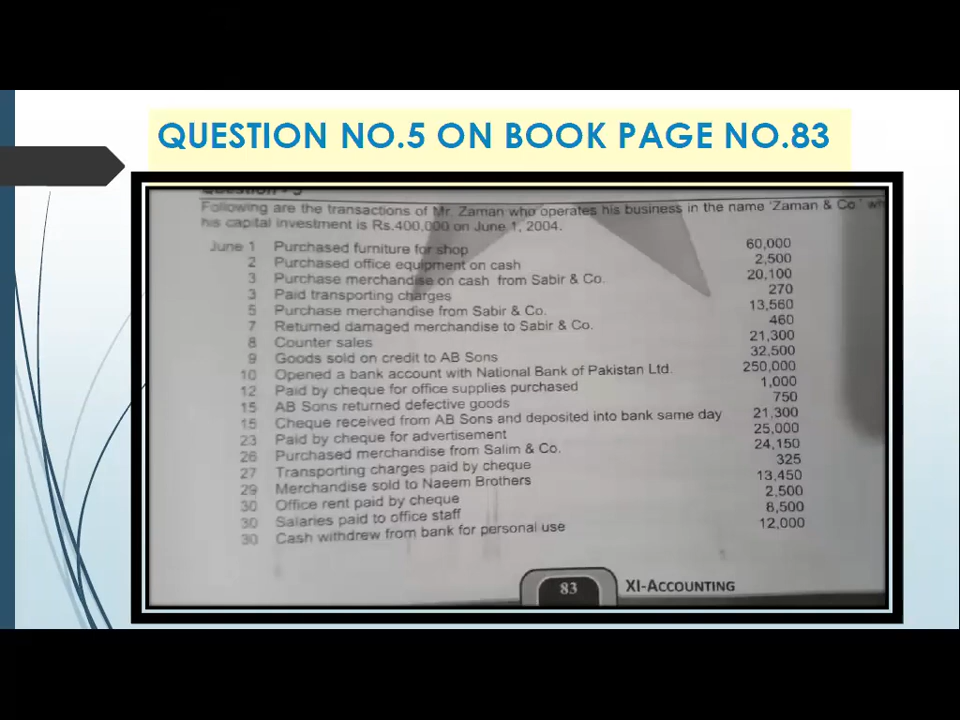 QUESTION NO.5 ON BOOK PAGE NO.83
Question - 5
Following are the transactions of Mr. Zaman who operates his business in the name 'Zaman & Co.'
his capital investment is Rs.400,000 on June 1, 2004.
June 1 Purchased furniture for shop 60,000
2 Purchased office equipment on cash 2,500
3 Purchase merchandise on cash from Sabir & Co. 20,100
3 Paid transporting charges 270
5 Purchase merchandise from Sabir & Co. 13,560
7 Returned damaged merchandise to Sabir & Co. 460
8 Counter sales 21,300
9 Goods sold on credit to AB Sons 32,500
10 Opened a bank account with National Bank of Pakistan Ltd. 250,000
12 Paid by cheque for office supplies purchased 1,000
15 AB Sons returned defective goods 750
15 Cheque received from AB Sons and deposited into bank same day 21,300
23 Paid by cheque for advertisement 25,000
26 Purchased merchandise from Salim & Co. 24,150
27 Transporting charges paid by cheque 325
29 Merchandise sold to Naeem Brothers 13,450
30 Office rent paid by cheque 2,500
30 Salaries paid to office staff 8,500
30 Cash withdrew from bank for personal use 12,000
83 XI-ACCOUNTING